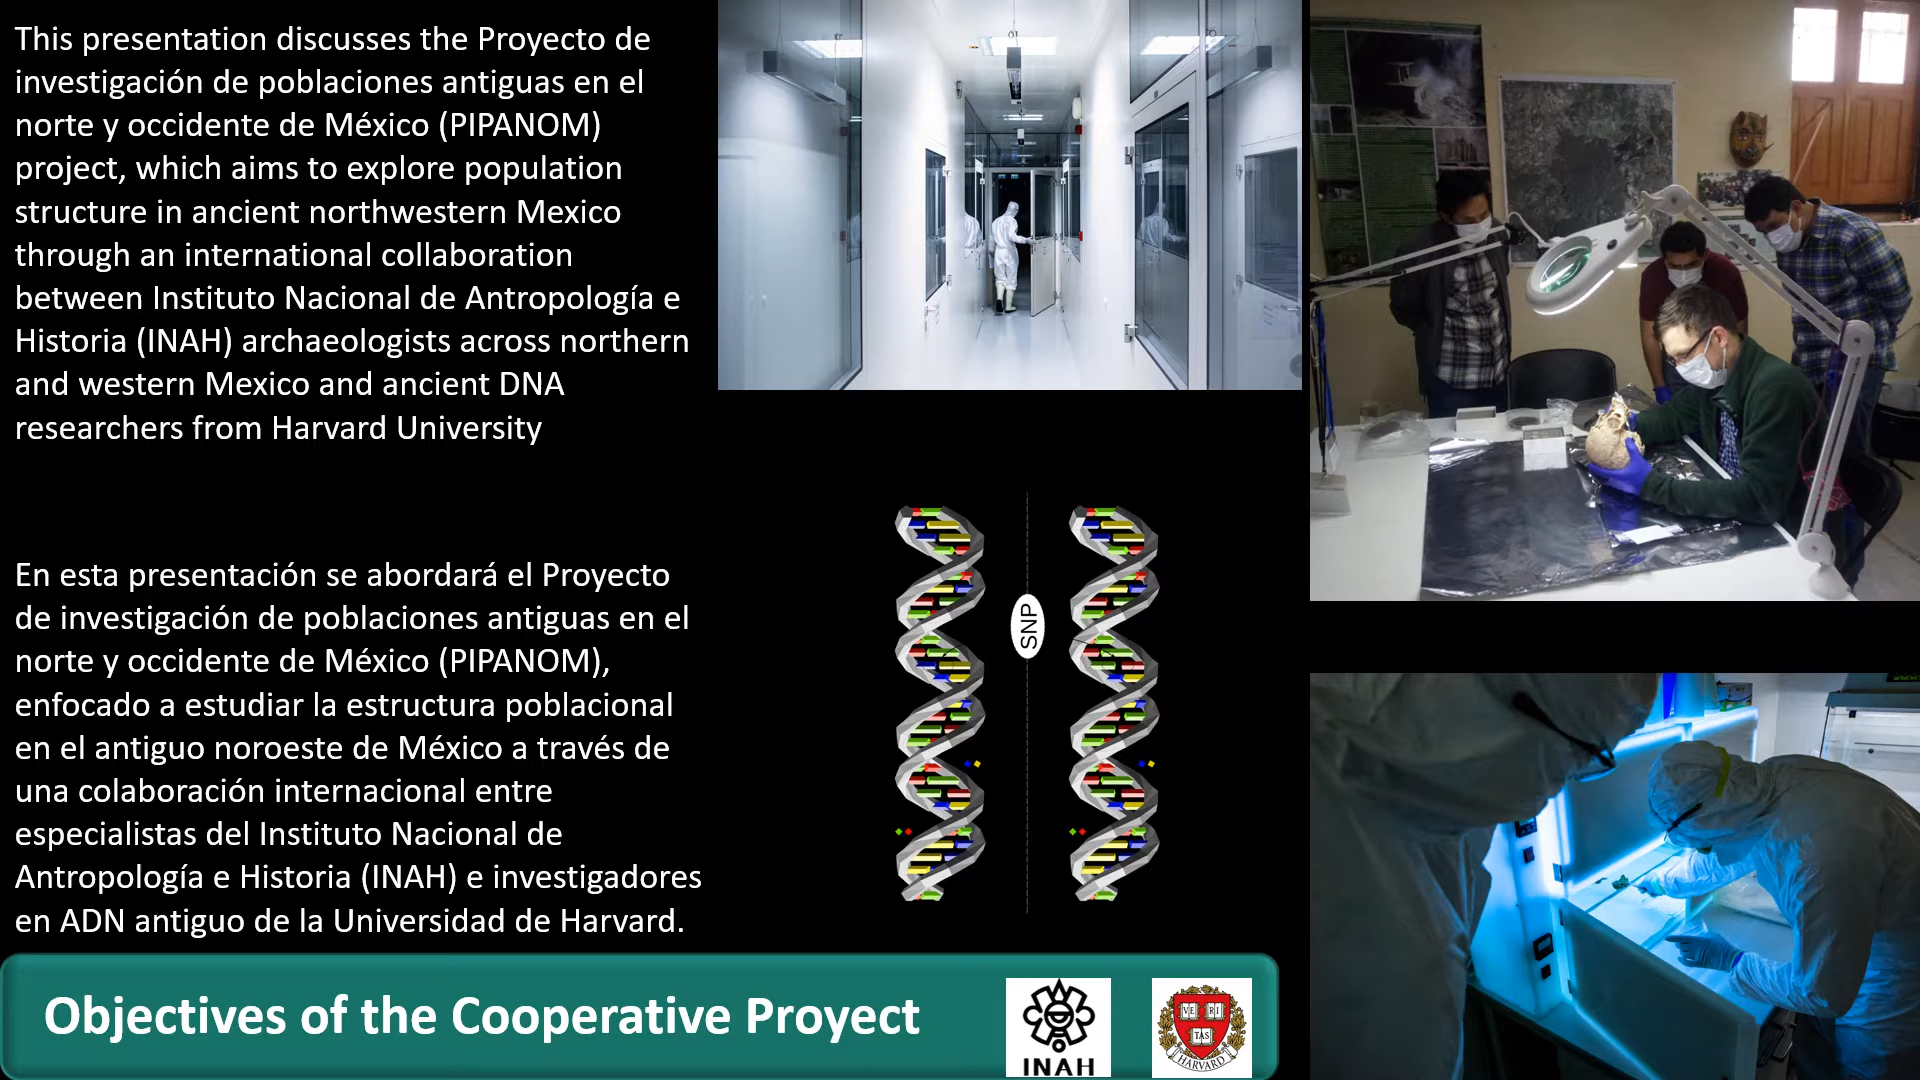 This presentation discusses the Proyecto de
investigación de poblaciones antiguas en el
norte y occidente de México (PIPANOM)
project, which aims to explore population
structure in ancient northwestern Mexico
through an international collaboration
between Instituto Nacional de Antropología e
Historia (INAH) archaeologists across northern
and western Mexico and ancient DNA
researchers from Harvard University
En esta presentación se abordará el Proyecto
de investigación de poblaciones antiguas en el
norte y occidente de México (PIPANOM),
enfocado a estudiar la estructura poblacional
en el antiguo noroeste de México a través de
una colaboración internacional entre
especialistas del Instituto Nacional de
Antropología e Historia (INAH) e investigadores
en ADN antiguo de la Universidad de Harvard.
SNP
Objectives of the Cooperative Proyect
INAH
VE RI
TAS
HARVARD